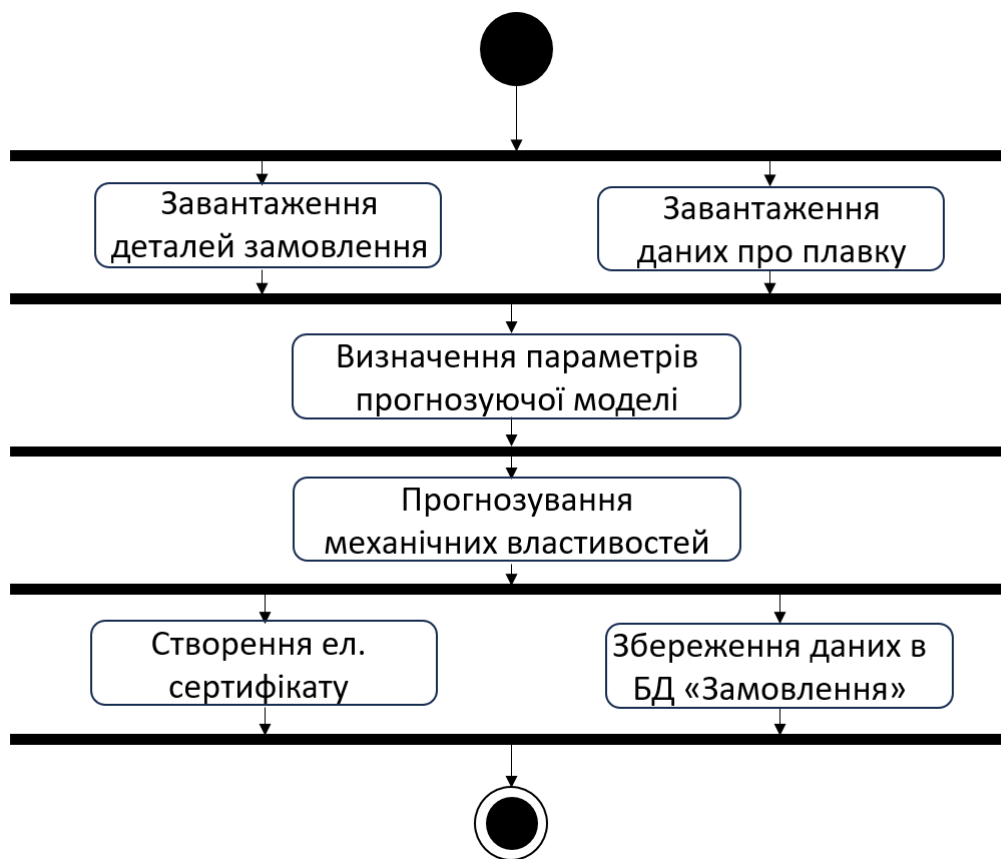 Завантаження
деталей замовлення
Завантаження
даних про плавку
Визначення параметрів
прогнозуючої моделі
Прогнозування
механічних властивостей
Створення ел.
сертифікату
Збереження даних в
БД «Замовлення»